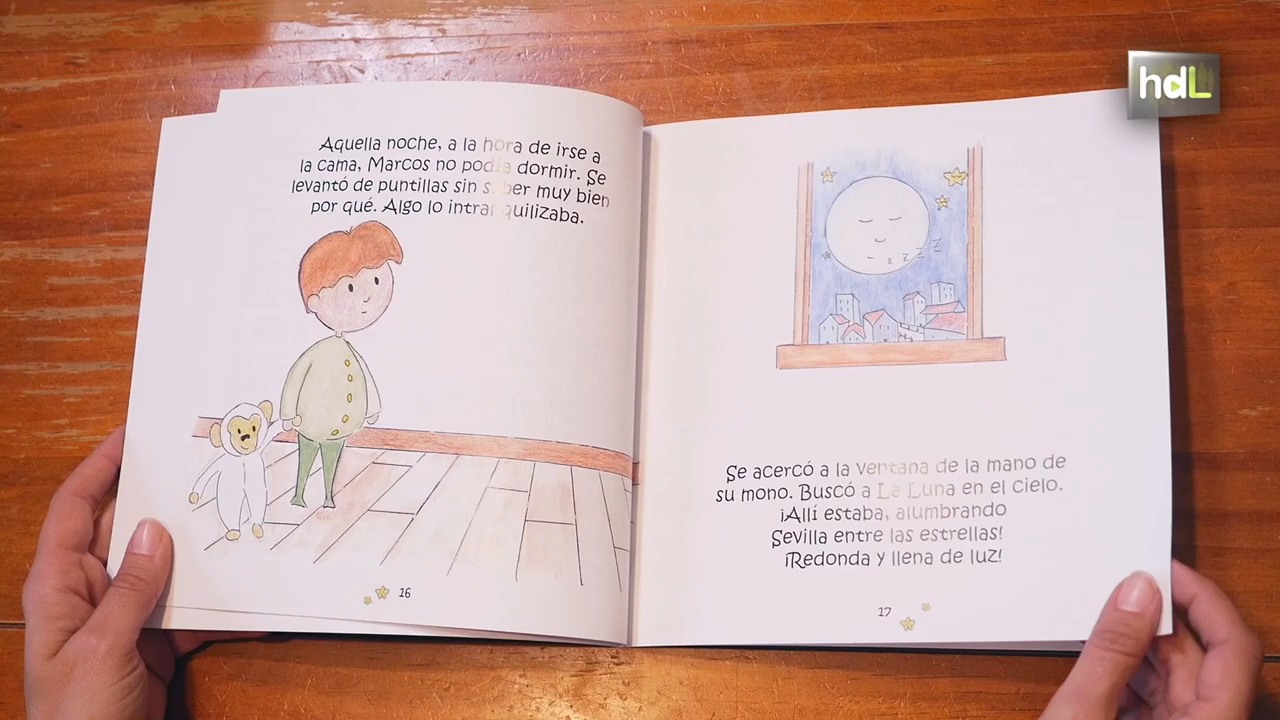 Aquella noche, a la hora de irse a
la cama, Marcos no podía dormir. Se
levantó de puntillas sin saber muy bien
por qué. Algo lo intranquilizaba.
16
z z z z
Se acercó a la ventana de la mano de
su mono. Buscó a La Luna en el cielo.
¡Allí estaba, alumbrando
Sevilla entre las estrellas!
¡Redonda y llena de luz!
17
hdL